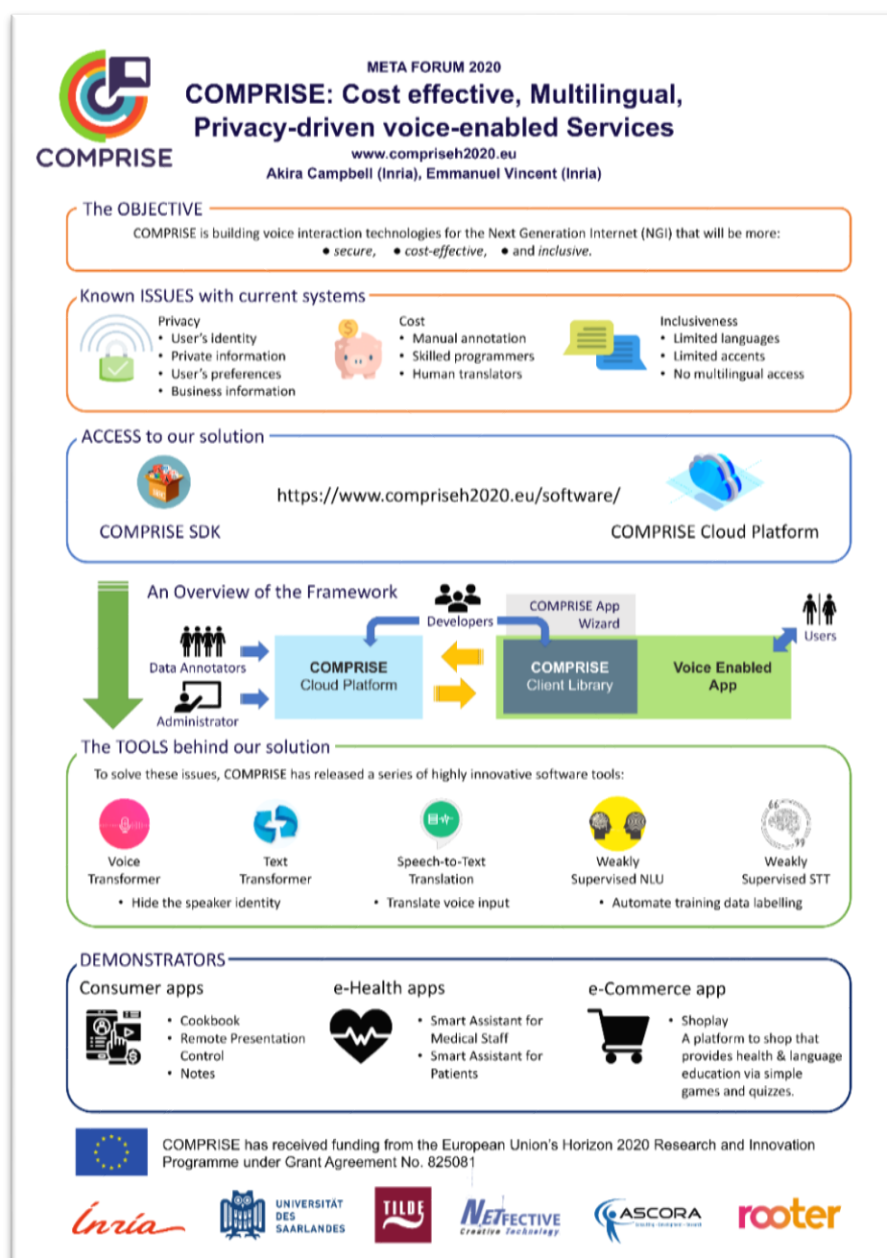 META FORUM 2020
COMPRISE: Cost effective, Multilingual,
Privacy-driven voice-enabled Services
www.compriseh2020.eu
Akira Campbell (Inria), Emmanuel Vincent (Inria)
COMPRISE
The OBJECTIVE
COMPRISE is building voice interaction technologies for the Next Generation Internet (NGI) that will be more:
• secure, • cost-effective, • and inclusive.
Known ISSUES with current systems
Privacy
• User's identity
• Private information
• User's preferences
• Business information
Cost
• Manual annotation
• Skilled programmers
• Human translators
Inclusiveness
• Limited languages
• Limited accents
• No multilingual access
ACCESS to our solution
COMPRISE SDK
https://www.compriseh2020.eu/software/
COMPRISE Cloud Platform
An Overview of the Framework
Data Annotators
Administrator
COMPRISE
Cloud Platform
Developers
COMPRISE App
Wizard
COMPRISE
Client Library
Voice Enabled
App
Users
The TOOLS behind our solution
To solve these issues, COMPRISE has released a series of highly innovative software tools:
Voice
Transformer
Text
Transformer
• Hide the speaker identity
Speech-to-Text
Translation
• Translate voice input
Weakly
Supervised NLU
Weakly
Supervised STT
• Automate training data labelling
DEMONSTRATORS
Consumer apps
• Cookbook
• Remote Presentation
Control
• Notes
e-Health apps
• Smart Assistant for
Medical Staff
• Smart Assistant for
Patients
e-Commerce app
• Shoplay
A platform to shop that
provides health & language
education via simple
games and quizzes.
COMPRISE has received funding from the European Union's Horizon 2020 Research and Innovation
Programme under Grant Agreement No. 825081
Inria
UNIVERSITÄT
DES
SAARLANDES
TILDE
NETFECTIVE
Creative Technology
ASCORA
rooter